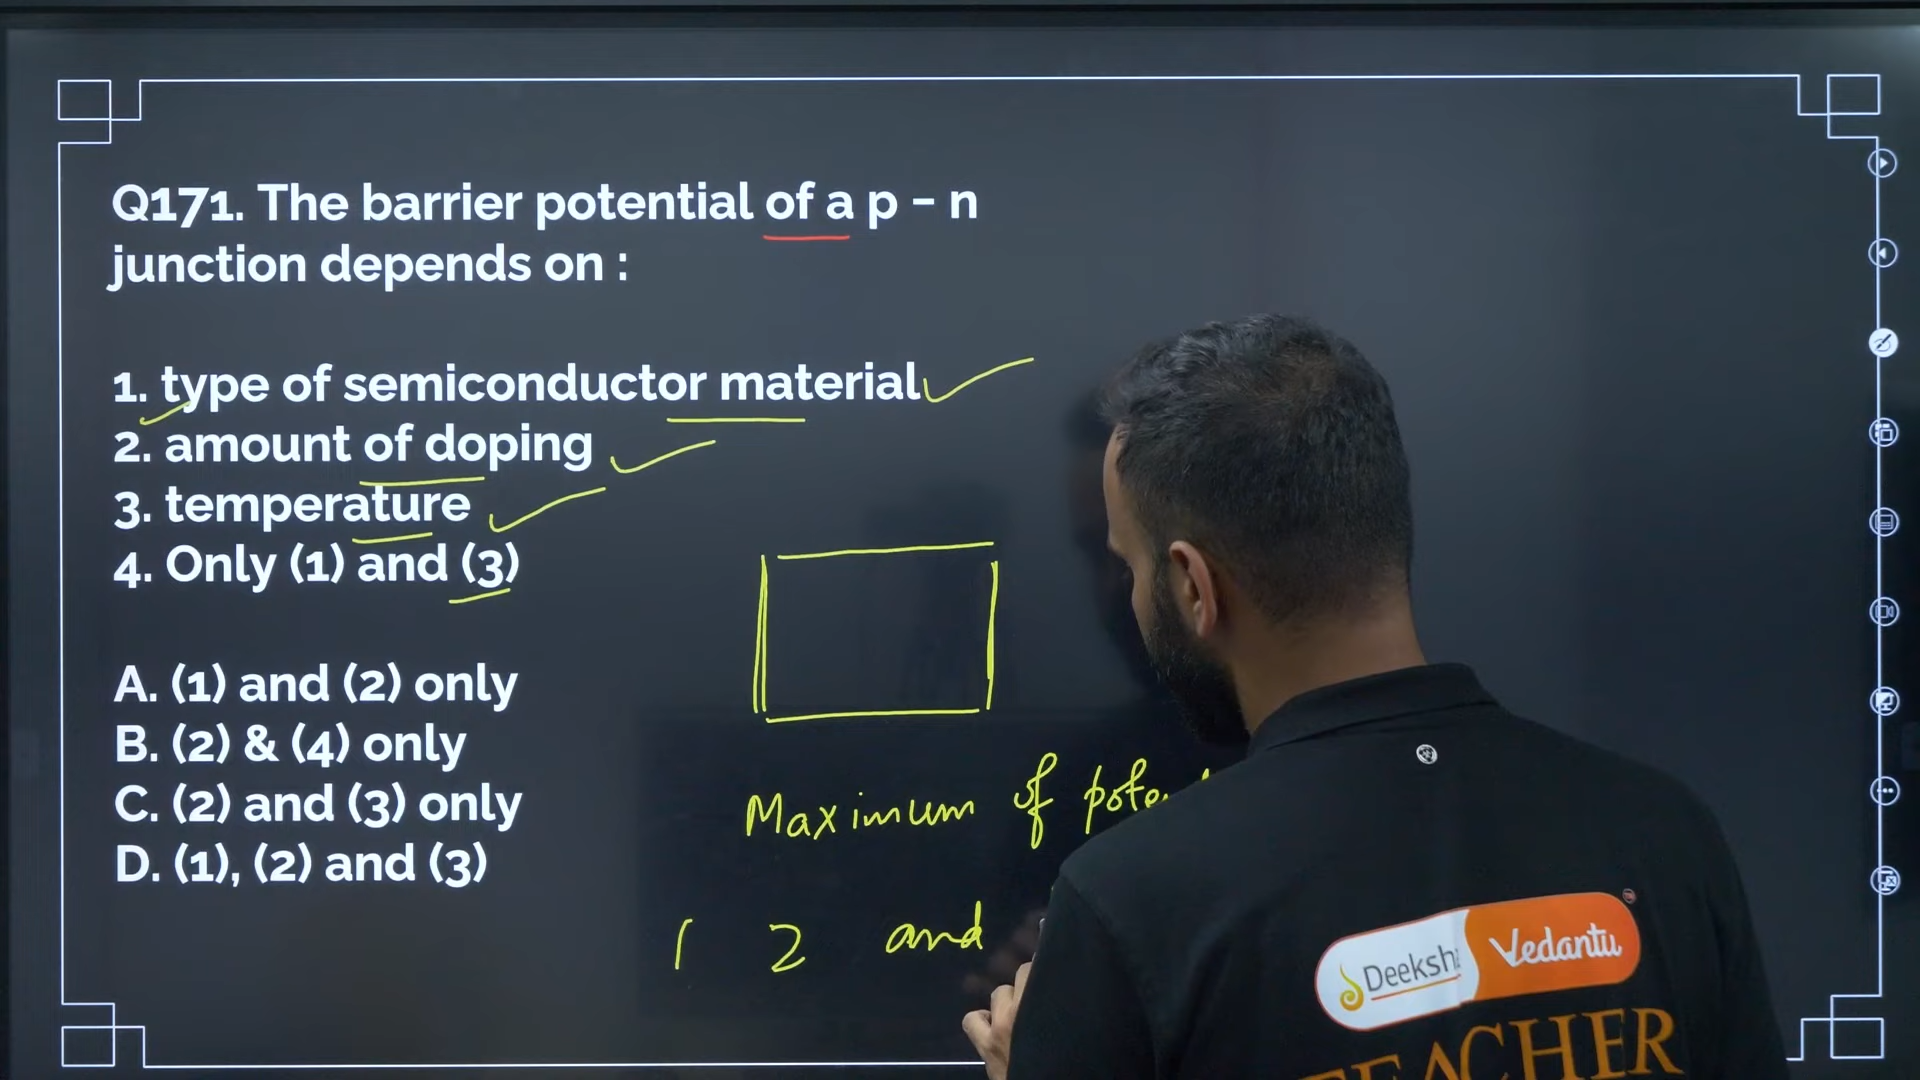 Q171. The barrier potential of a p – n
junction depends on :
1. type of semiconductor material
2. amount of doping
3. temperature
4. Only (1) and (3)
A. (1) and (2) only
B. (2) & (4) only
C. (2) and (3) only
D. (1), (2) and (3)
Maximum of
1 2 and
Vedantu
TEACHER